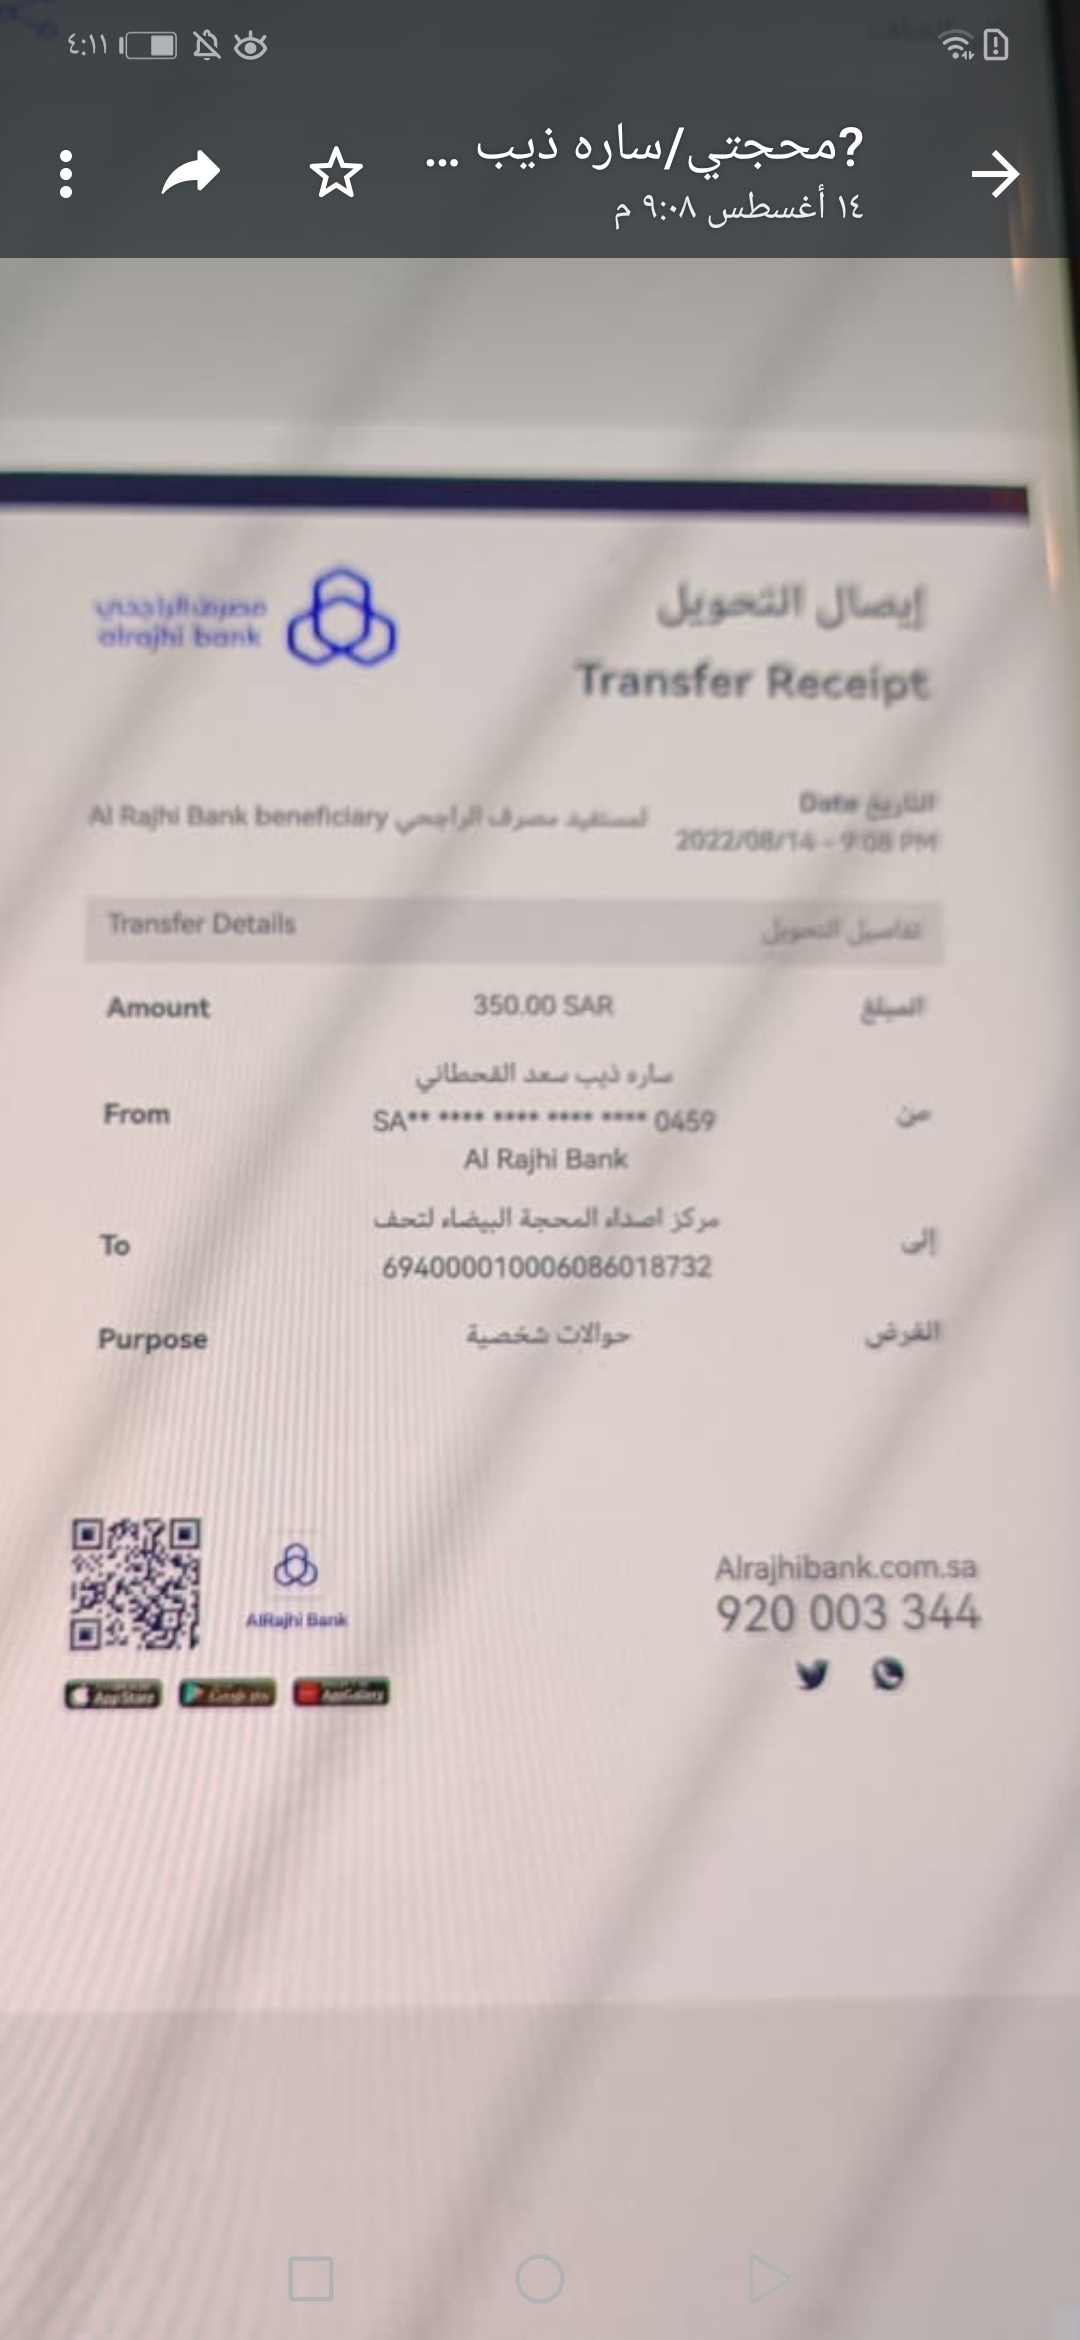 ٤:١١
?محجتي/ساره ذيب ...
١٤ أغسطس ٩:٠٨ م
مصرف الراجحي
alrajhi bank
إيصال التحويل
Transfer Receipt
لمستفيد مصرف الراجحي Al Rajhi Bank beneficiary
التاريخ Date
2022/08/14 - 9:08 PM
Transfer Details تفاصيل التحويل
Amount 350.00 SAR المبلغ
ساره ذيب سعد القحطاني
From SA** **** **** **** **** 0459 من
Al Rajhi Bank
مركز اصداء المحجة البيضاء لتحف
To إلى
694000010006086018732
Purpose حوالات شخصية الغرض
AlRajhi Bank
Alrajhibank.com.sa
920 003 344
App Store
Google
AppGallery